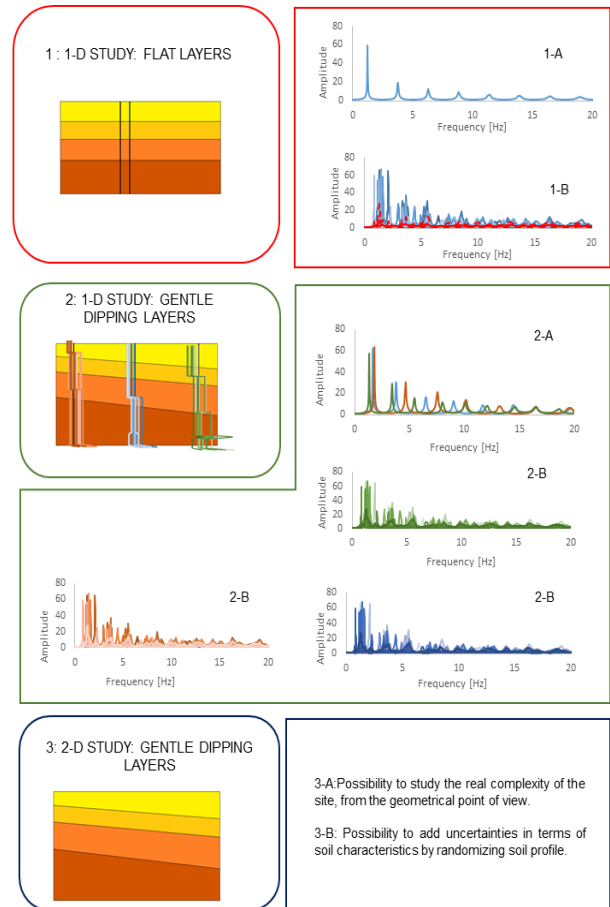 1 : 1-D STUDY: FLAT LAYERS
1-A
Amplitude
80
60
40
20
0
0 5 10 15 20
Frequency [Hz]
1-B
Amplitude
80
60
40
20
0
0 5 10 15 20
Frequency [Hz]
2: 1-D STUDY: GENTLE
DIPPING LAYERS
2-A
Amplitude
80
60
40
20
0
0 5 10 15 20
Frequency [Hz]
2-B
Amplitude
80
60
40
20
0
0 5 10 15 20
Frequency [Hz]
2-B
Amplitude
80
60
40
20
0
0 5 10 15 20
Frequency [Hz]
2-B
Amplitude
80
60
40
20
0
0 5 10 15 20
Frequency [Hz]
3: 2-D STUDY: GENTLE DIPPING
LAYERS
3-A:Possibility to study the real complexity of the
site, from the geometrical point of view.
3-B: Possibility to add uncertainties in terms of
soil characteristics by randomizing soil profile.